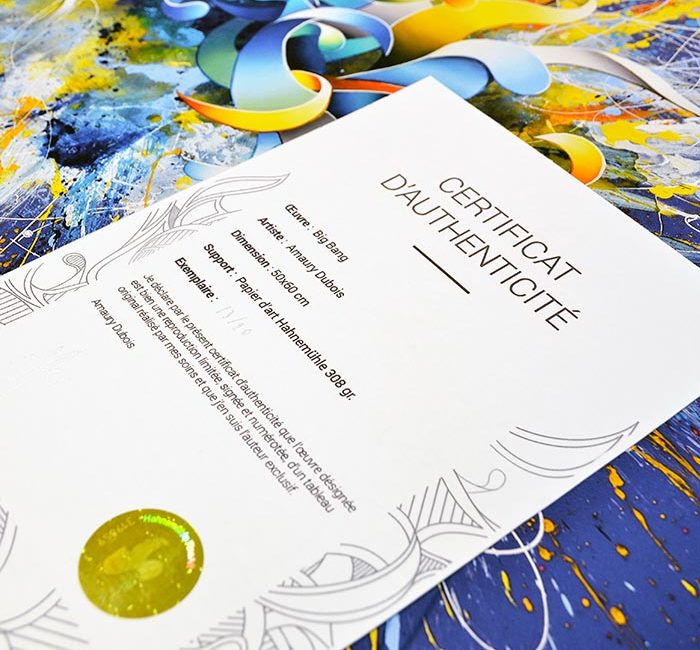 CERTIFICAT
D'AUTHENTICITÉ
Œuvre : Big Bang
Artiste : Amaury Dubois
Dimension : 50x60 cm
Support : Papier d'art Hahnemühle 308 gr.
Exemplaire :
Je déclare par le présent certificat d'authenticité que l'œuvre désignée
est bien une reproduction limitée, signée et numérotée, d'un tableau
original réalisé par mes soins et que j'en suis l'auteur exclusif.
Amaury Dubois